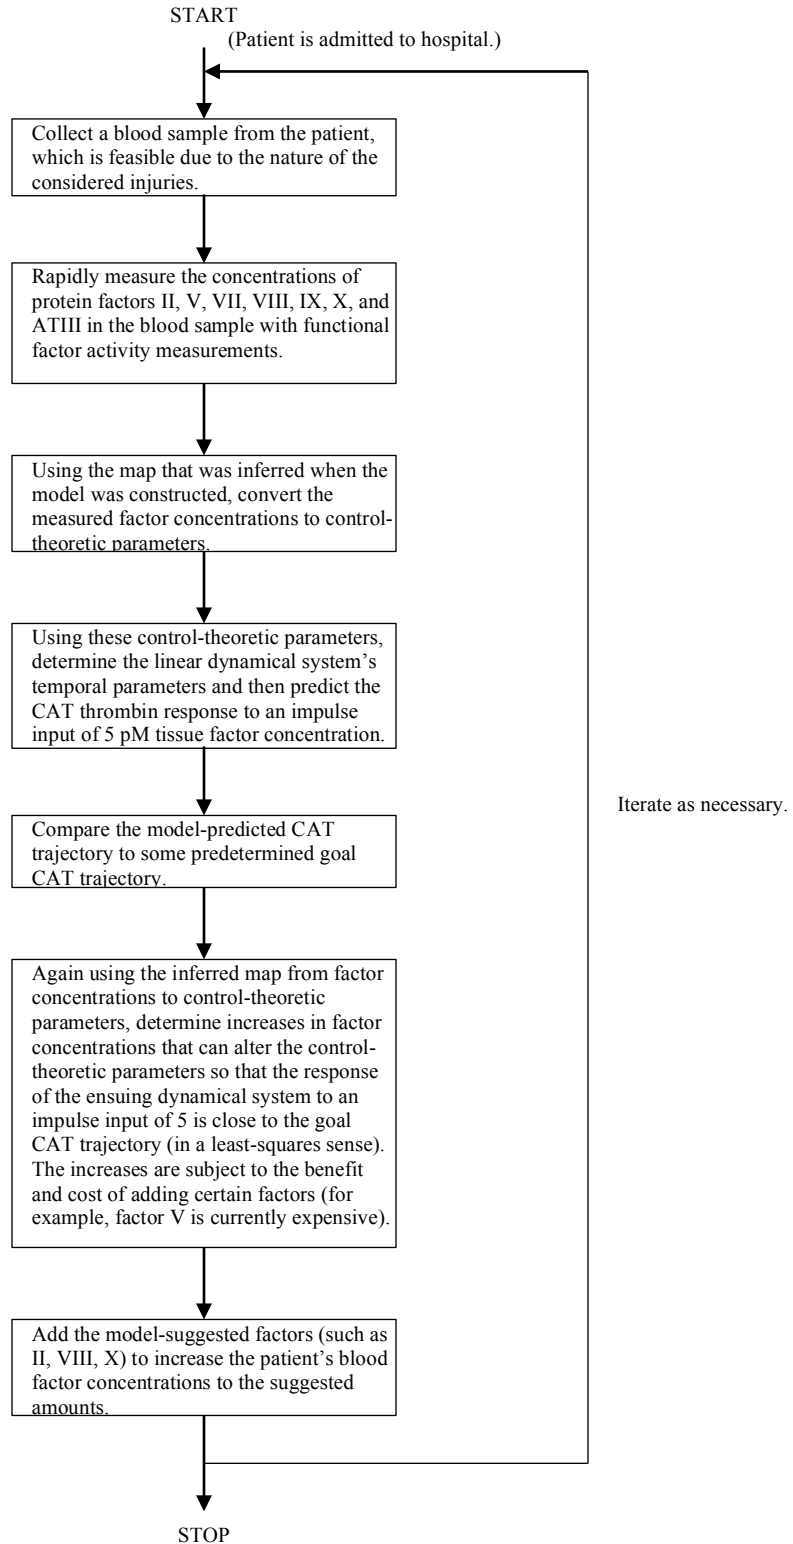 START
(Patient is admitted to hospital.)
Collect a blood sample from the patient,
which is feasible due to the nature of the
considered injuries.
Rapidly measure the concentrations of
protein factors II, V, VII, VIII, IX, X, and
ATIII in the blood sample with functional
factor activity measurements.
Using the map that was inferred when the
model was constructed, convert the
measured factor concentrations to control-
theoretic parameters.
Using these control-theoretic parameters,
determine the linear dynamical system's
temporal parameters and then predict the
CAT thrombin response to an impulse
input of 5 pM tissue factor concentration.
Iterate as necessary.
Compare the model-predicted CAT
trajectory to some predetermined goal
CAT trajectory.
Again using the inferred map from factor
concentrations to control-theoretic
parameters, determine increases in factor
concentrations that can alter the control-
theoretic parameters so that the response
of the ensuing dynamical system to an
impulse input of 5 is close to the goal
CAT trajectory (in a least-squares sense).
The increases are subject to the benefit
and cost of adding certain factors (for
example, factor V is currently expensive).
Add the model-suggested factors (such as
II, VIII, X) to increase the patient's blood
factor concentrations to the suggested
amounts.
STOP